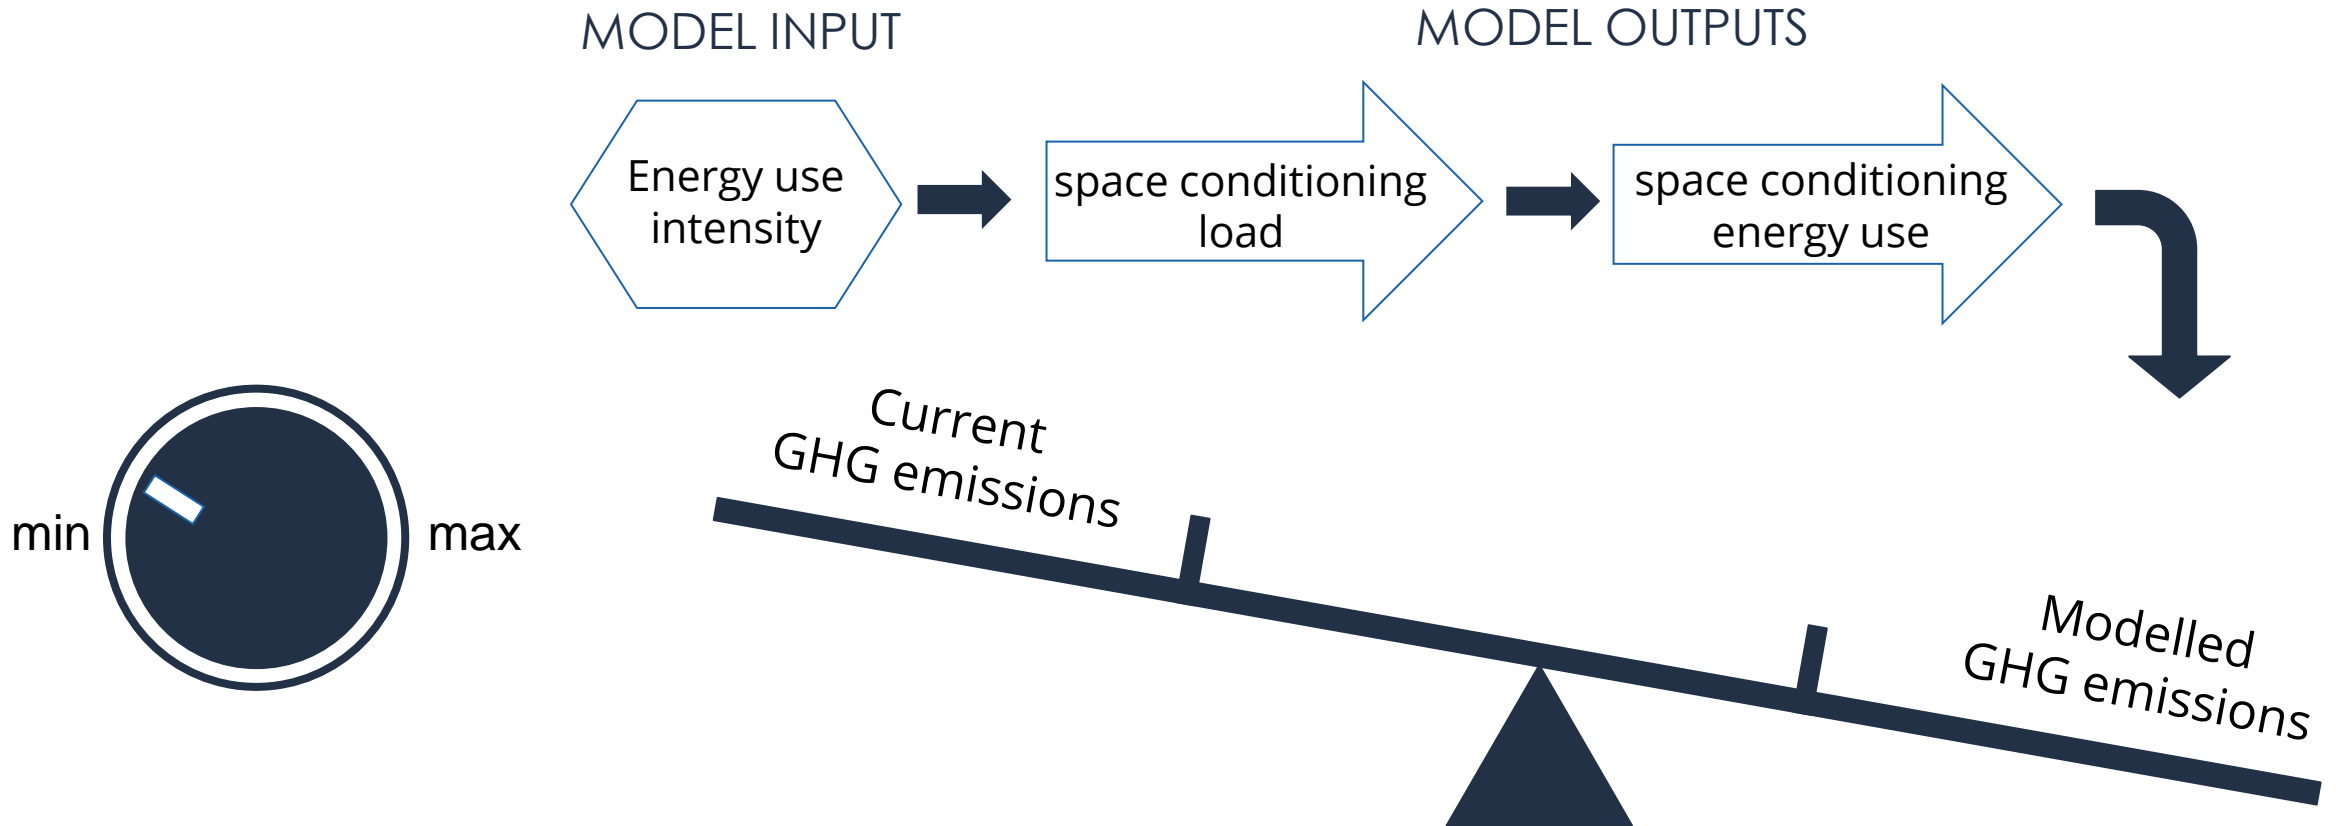 MODEL INPUT
MODEL OUTPUTS
Energy use
intensity
space conditioning
load
space conditioning
energy use
min
max
Current
GHG emissions
Modelled
GHG emissions